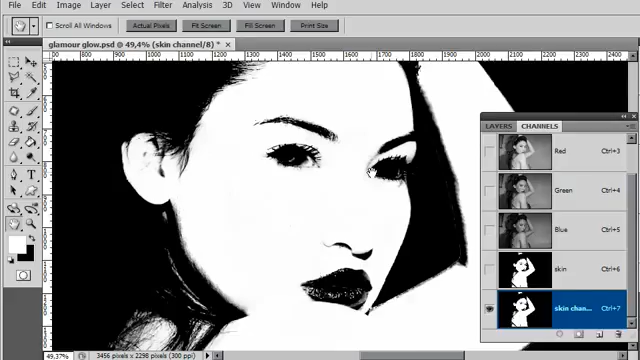 File Edit Image Layer Select Filter Analysis 3D View Window Help
Scroll All Windows Actual Pixels Fit Screen Fill Screen Print Size
glamour glow.psd @ 49,4% (skin channel/8) * ×
LAYERS CHANNELS
Red Ctrl+3
Green Ctrl+4
Blue Ctrl+5
skin Ctrl+6
skin chan... Ctrl+7
49,37% 3456 pixels x 2298 pixels (300 ppi)